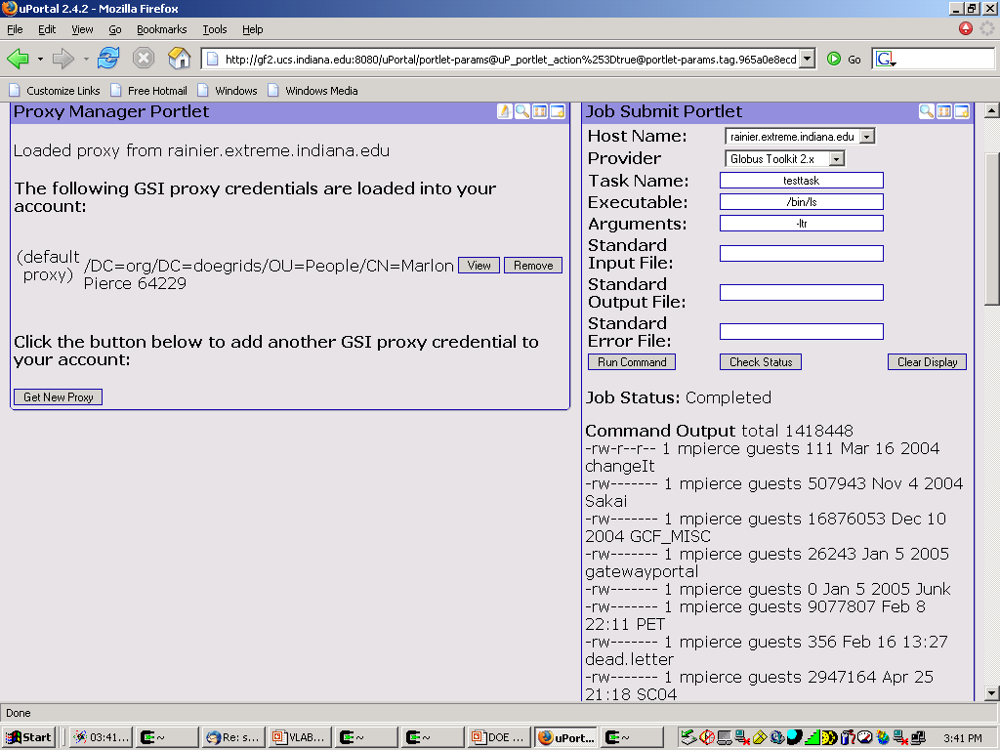 uPortal 2.4.2 - Mozilla Firefox
File Edit View Go Bookmarks Tools Help
http://gf2.ucs.indiana.edu:8080/uPortal/portlet-params@uP_portlet_action%253Dtrue@portlet-params.tag.965a0e8ecd
Go
G
Customize Links Free Hotmail Windows Windows Media
Proxy Manager Portlet
Loaded proxy from rainier.extreme.indiana.edu
The following GSI proxy credentials are loaded into your
account:
(default
proxy)
/DC=org/DC=doegrids/OU=People/CN=Marlon
Pierce 64229
View Remove
Click the button below to add another GSI proxy credential to
your account:
Get New Proxy
Job Submit Portlet
Host Name: rainier.extreme.indiana.edu
Provider Globus Toolkit 2.x
Task Name: testtask
Executable: /bin/ls
Arguments: -ltr
Standard
Input File:
Standard
Output File:
Standard
Error File:
Run Command Check Status Clear Display
Job Status: Completed
Command Output total 1418448
-rw-r--r-- 1 mpierce guests 111 Mar 16 2004
changeIt
-rw------- 1 mpierce guests 507943 Nov 4 2004
Sakai
-rw------- 1 mpierce guests 16876053 Dec 10
2004 GCF_MISC
-rw------- 1 mpierce guests 26243 Jan 5 2005
gatewayportal
-rw------- 1 mpierce guests 0 Jan 5 2005 Junk
-rw------- 1 mpierce guests 9077807 Feb 8
22:11 PET
-rw------- 1 mpierce guests 356 Feb 16 13:27
dead.letter
-rw------- 1 mpierce guests 2947164 Apr 25
21:18 SC04
Done
Start 03:41... ~ Re: s... VLAB... ~ ~ DOE ... uPort... ~ 3:41 PM